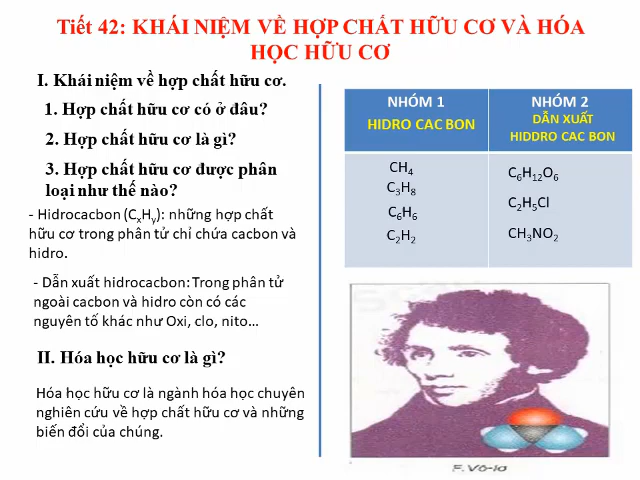 Tiết 42: KHÁI NIỆM VỀ HỢP CHẤT HỮU CƠ VÀ HÓA
HỌC HỮU CƠ
I. Khái niệm về hợp chất hữu cơ.
1. Hợp chất hữu cơ có ở đâu?
2. Hợp chất hữu cơ là gì?
3. Hợp chất hữu cơ được phân
loại như thế nào?
- Hidrocacbon (CₓHᵧ): những hợp chất
hữu cơ trong phân tử chỉ chứa cacbon và
hidro.
- Dẫn xuất hidrocacbon: Trong phân tử
ngoài cacbon và hidro còn có các
nguyên tố khác như Oxi, clo, nito...
II. Hóa học hữu cơ là gì?
Hóa học hữu cơ là ngành hóa học chuyên
nghiên cứu về hợp chất hữu cơ và những
biến đổi của chúng.
NHÓM 1
HIDRO CAC BON
NHÓM 2
DẪN XUẤT
HIDDRO CAC BON
CH₄
C₃H₈
C₆H₆
C₂H₂
C₆H₁₂O₆
C₂H₅Cl
CH₃NO₂
F. Vô-lơ